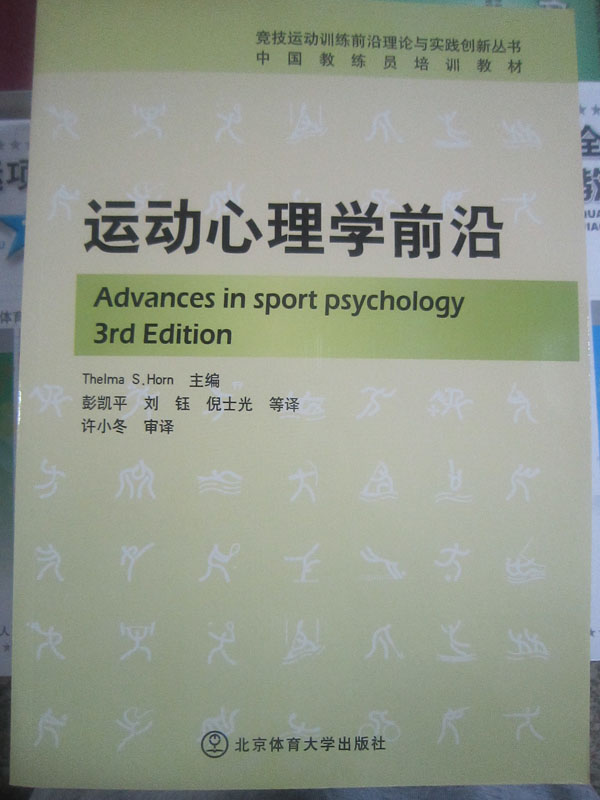 竞技运动训练前沿理论与实践创新丛书
中国教练员培训教材
运动心理学前沿
Advances in sport psychology
3rd Edition
Thelma S.Horn 主编
彭凯平 刘钰 倪士光 等译
许小冬 审译
北京体育大学出版社